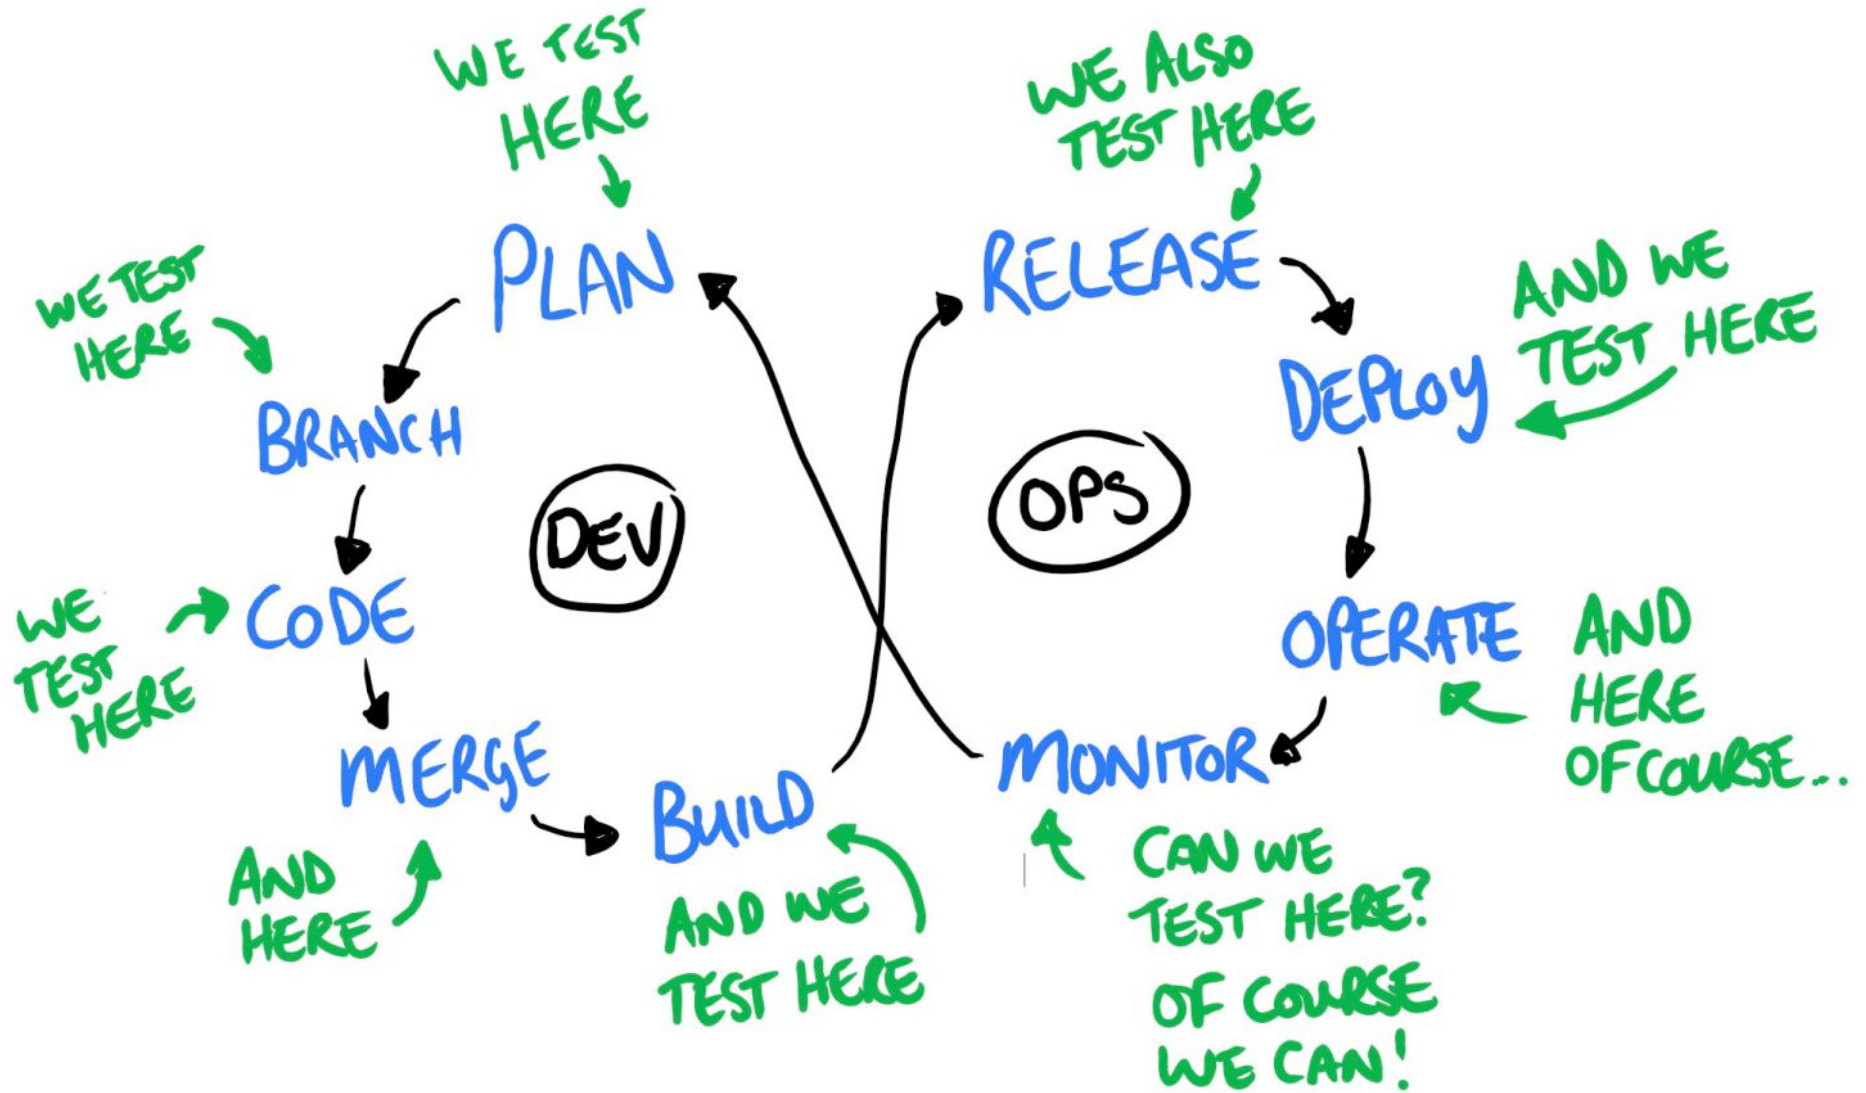 WE TEST
HERE
WE ALSO
TEST HERE
PLAN
RELEASE
WE TEST
HERE
AND WE
TEST HERE
BRANCH
DEPLOY
DEV
OPS
WE
TEST
HERE
CODE
OPERATE
AND
HERE
OF COURSE...
MERGE
BUILD
MONITOR
AND
HERE
AND WE
TEST HERE
CAN WE
TEST HERE?
OF COURSE
WE CAN!